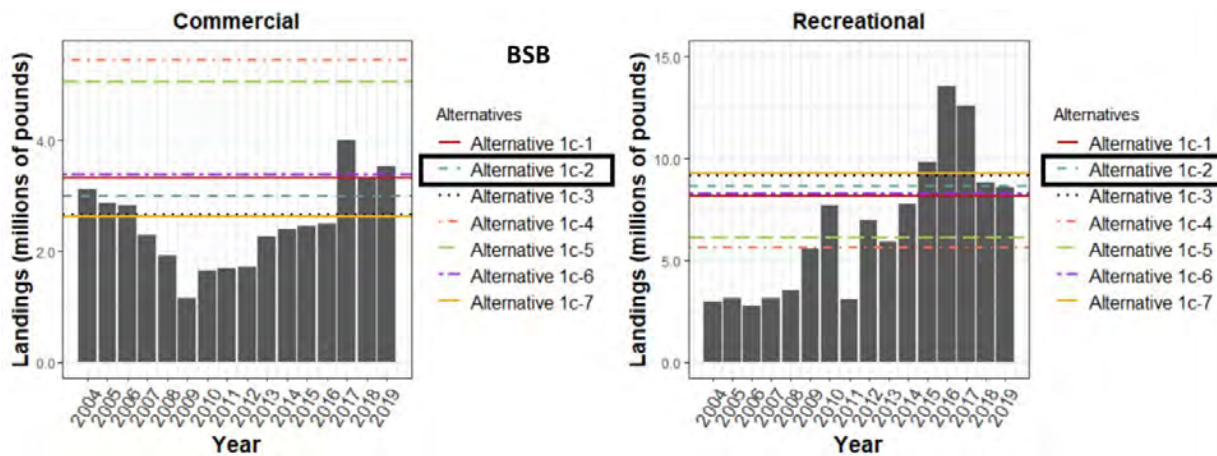 Commercial
Landings (millions of pounds)
4.0
2.0
0.0
2004
2005
2006
2007
2008
2009
2010
2011
2012
2013
2014
2015
2016
2017
2018
2019
Year
BSB
Alternatives
Alternative 1c-1
Alternative 1c-2
Alternative 1c-3
Alternative 1c-4
Alternative 1c-5
Alternative 1c-6
Alternative 1c-7
Recreational
Landings (millions of pounds)
15.0
10.0
5.0
0.0
2004
2005
2006
2007
2008
2009
2010
2011
2012
2013
2014
2015
2016
2017
2018
2019
Year
Alternatives
Alternative 1c-1
Alternative 1c-2
Alternative 1c-3
Alternative 1c-4
Alternative 1c-5
Alternative 1c-6
Alternative 1c-7